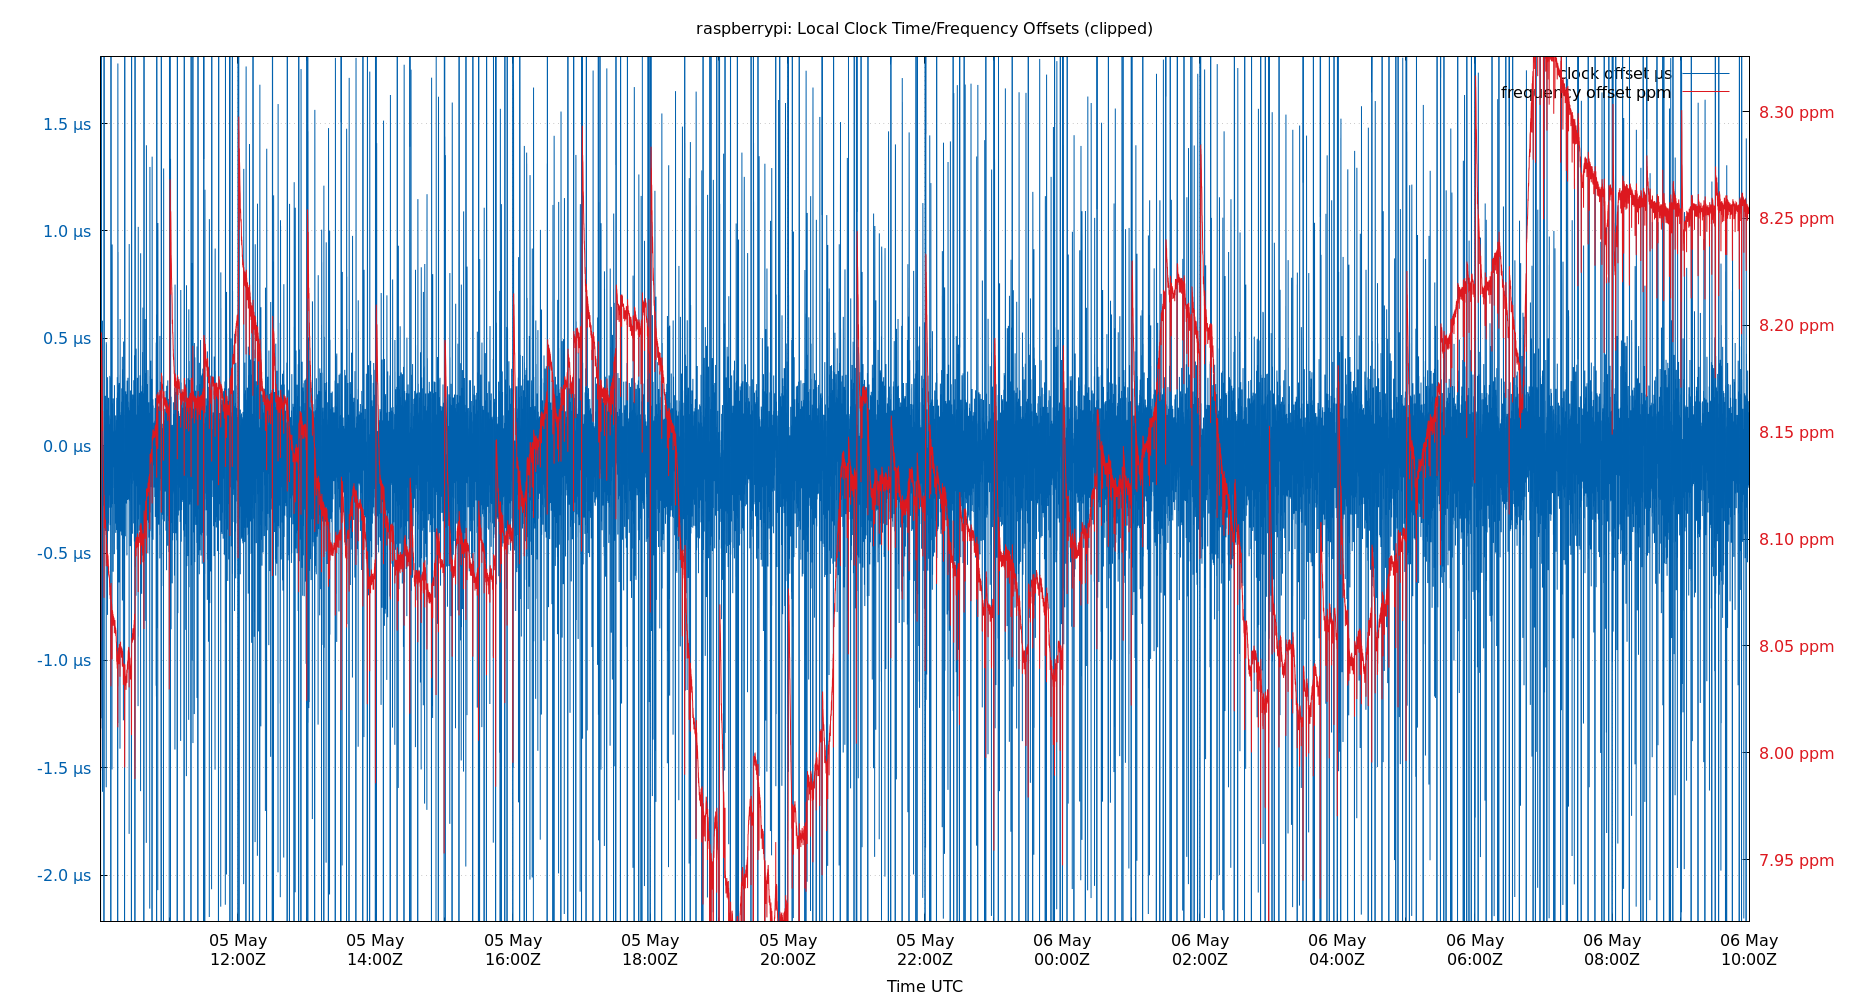 raspberrypi: Local Clock Time/Frequency Offsets (clipped)
clock offset µs
frequency offset ppm
1.5 µs
1.0 µs
0.5 µs
0.0 µs
-0.5 µs
-1.0 µs
-1.5 µs
-2.0 µs
8.30 ppm
8.25 ppm
8.20 ppm
8.15 ppm
8.10 ppm
8.05 ppm
8.00 ppm
7.95 ppm
05 May 05 May 05 May 05 May 05 May 05 May 06 May 06 May 06 May 06 May 06 May 06 May
12:00Z 14:00Z 16:00Z 18:00Z 20:00Z 22:00Z 00:00Z 02:00Z 04:00Z 06:00Z 08:00Z 10:00Z
Time UTC